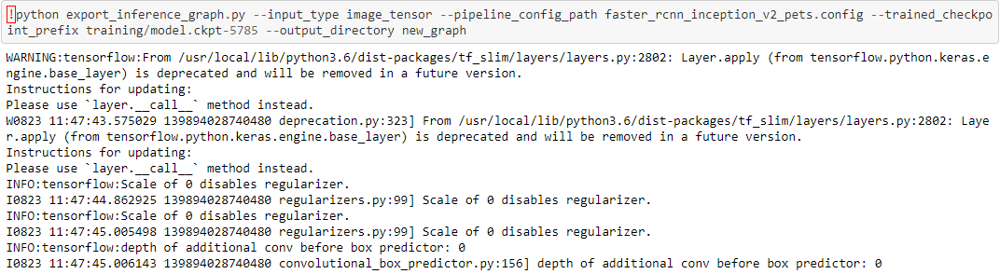 !python export_inference_graph.py --input_type image_tensor --pipeline_config_path faster_rcnn_inception_v2_pets.config --trained_checkpo
int_prefix training/model.ckpt-5785 --output_directory new_graph
WARNING:tensorflow:From /usr/local/lib/python3.6/dist-packages/tf_slim/layers/layers.py:2802: Layer.apply (from tensorflow.python.keras.e
ngine.base_layer) is deprecated and will be removed in a future version.
Instructions for updating:
Please use `layer.__call__` method instead.
W0823 11:47:43.575029 139894028740480 deprecation.py:323] From /usr/local/lib/python3.6/dist-packages/tf_slim/layers/layers.py:2802: Laye
r.apply (from tensorflow.python.keras.engine.base_layer) is deprecated and will be removed in a future version.
Instructions for updating:
Please use `layer.__call__` method instead.
INFO:tensorflow:Scale of 0 disables regularizer.
I0823 11:47:44.862925 139894028740480 regularizers.py:99] Scale of 0 disables regularizer.
INFO:tensorflow:Scale of 0 disables regularizer.
I0823 11:47:45.005498 139894028740480 regularizers.py:99] Scale of 0 disables regularizer.
INFO:tensorflow:depth of additional conv before box predictor: 0
I0823 11:47:45.006143 139894028740480 convolutional_box_predictor.py:156] depth of additional conv before box predictor: 0